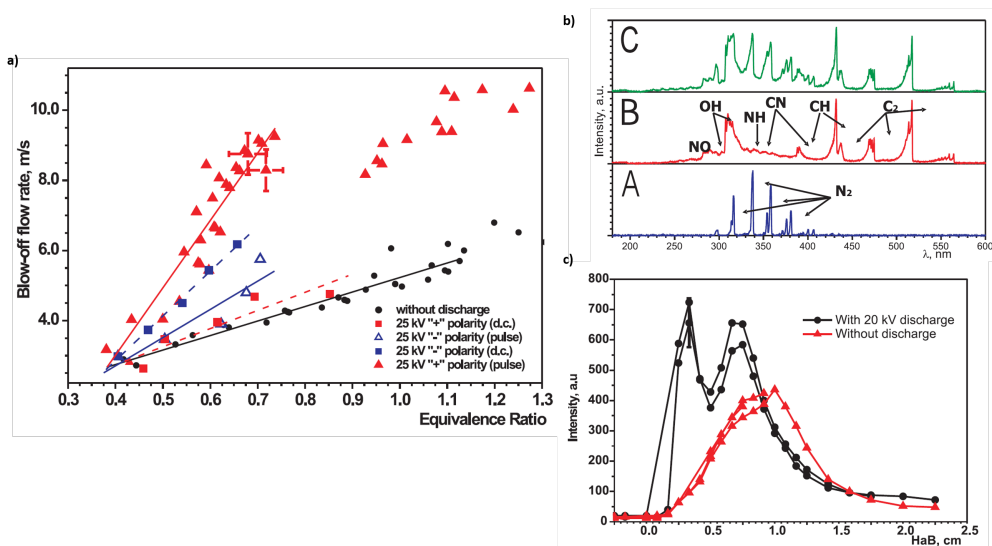 a)
Blow-off flow rate, m/s
10.0
8.0
6.0
4.0
0.3 0.4 0.5 0.6 0.7 0.8 0.9 1.0 1.1 1.2 1.3
Equivalence Ratio
without discharge
25 kV "+" polarity (d.c.)
25 kV "-" polarity (pulse)
25 kV "-" polarity (d.c.)
25 kV "+" polarity (pulse)
b)
Intensity, a.u.
C
B
OH
NO
NH
CN
CH
C₂
A
N₂
200 250 300 350 400 450 500 550 600
λ, nm
c)
Intensity, a.u
800
700
600
500
400
300
200
100
0
With 20 kV discharge
Without discharge
0.0 0.5 1.0 1.5 2.0 2.5
HaB, cm